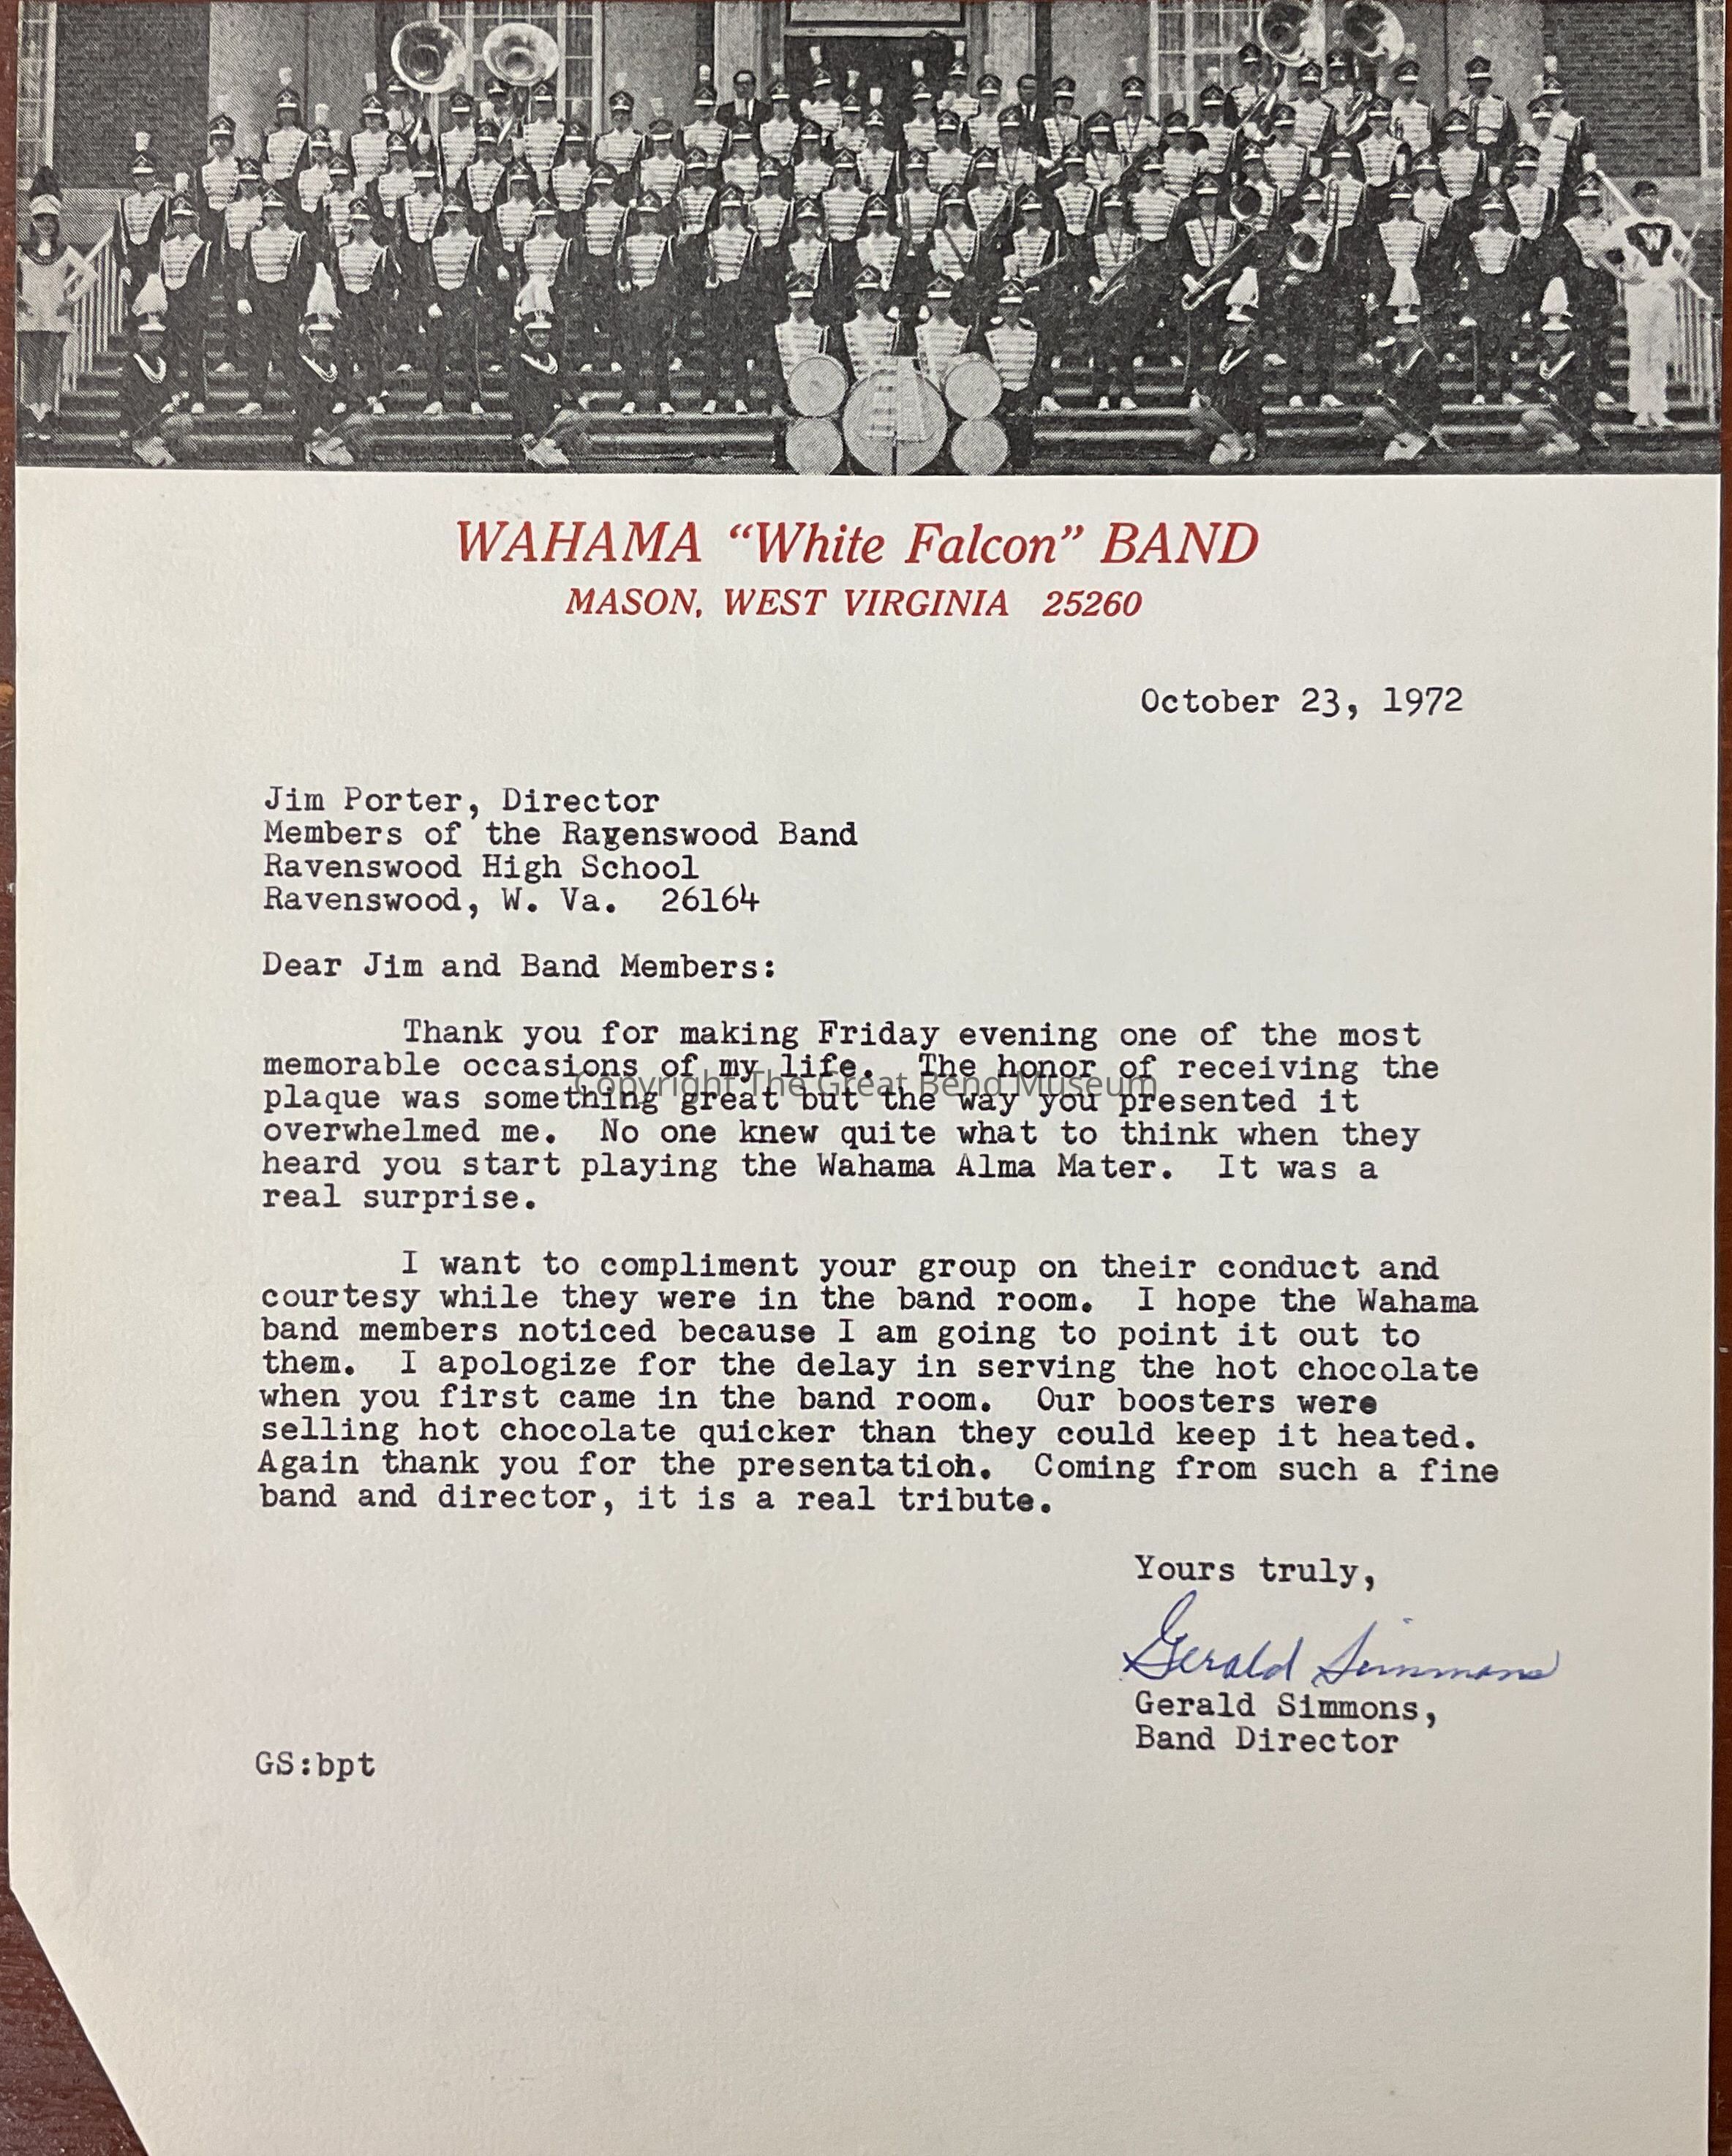 WAHAMA “White Falcon” BAND
MASON, WEST VIRGINIA 25260
October 23, 1972
Jim Porter, Director
Members of the Ravenswood Band
Ravenswood High School
Ravenswood, W. Va. 26164
Dear Jim and Band Members:
Thank you for making Friday evening one of the most
memorable occasions of my life. The honor of receiving the
Copyright The Great Bend Museum
plaque was something great but the way you presented it
overwhelmed me. No one knew quite what to think when they
heard you start playing the Wahama Alma Mater. It was a
real surprise.
I want to compliment your group on their conduct and
courtesy while they were in the band room. I hope the Wahama
band members noticed because I am going to point it out to
them. I apologize for the delay in serving the hot chocolate
when you first came in the band room. Our boosters were
selling hot chocolate quicker than they could keep it heated.
Again thank you for the presentation. Coming from such a fine
band and director, it is a real tribute.
Yours truly,
Gerald Simmons
Gerald Simmons,
Band Director
GS:bpt